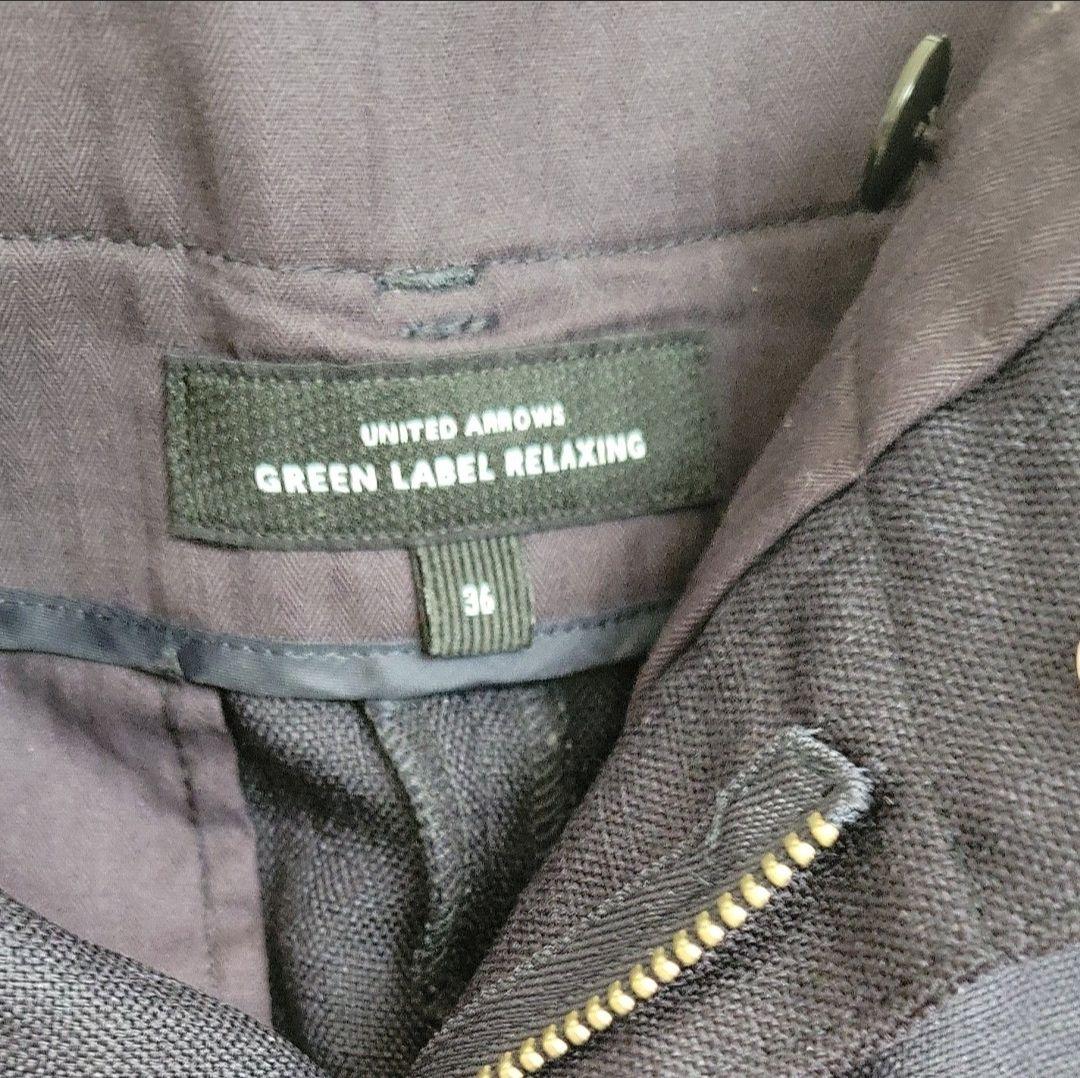 UNITED ARROWS
GREEN LABEL RELAXING
36